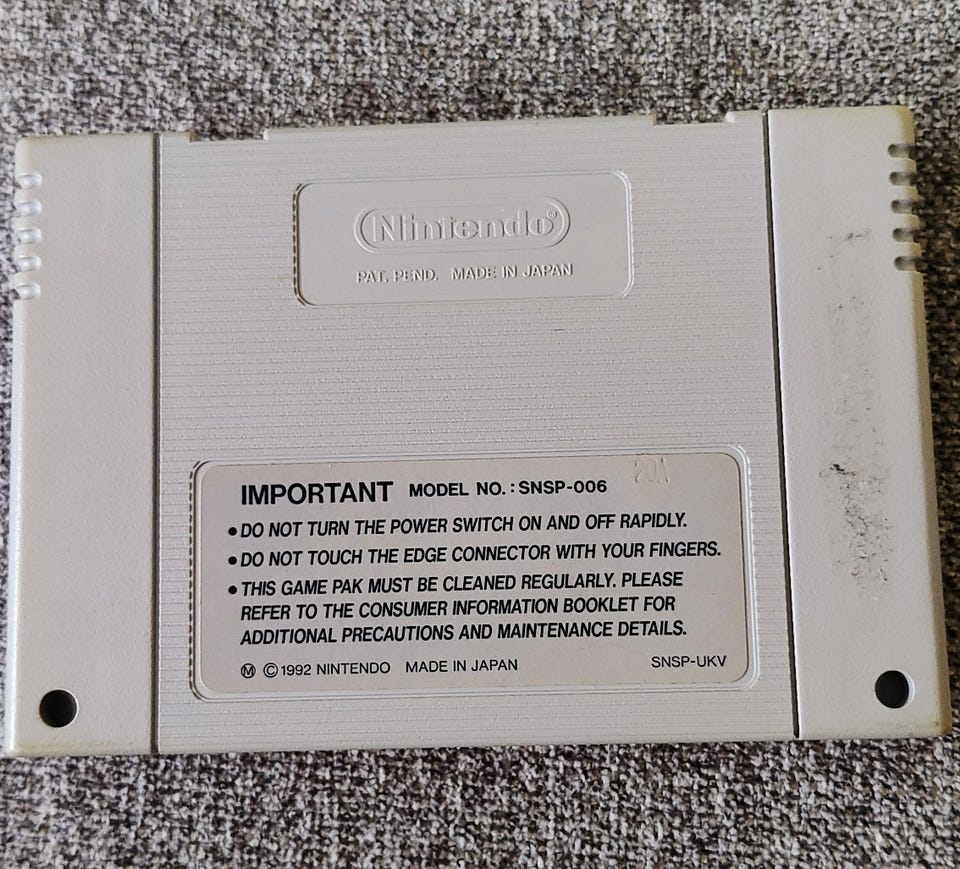 Nintendo®
PAT. PEND. MADE IN JAPAN
IMPORTANT MODEL NO. : SNSP-006
●DO NOT TURN THE POWER SWITCH ON AND OFF RAPIDLY.
●DO NOT TOUCH THE EDGE CONNECTOR WITH YOUR FINGERS.
●THIS GAME PAK MUST BE CLEANED REGULARLY. PLEASE
REFER TO THE CONSUMER INFORMATION BOOKLET FOR
ADDITIONAL PRECAUTIONS AND MAINTENANCE DETAILS.
Ⓜ ©1992 NINTENDO MADE IN JAPAN SNSP-UKV